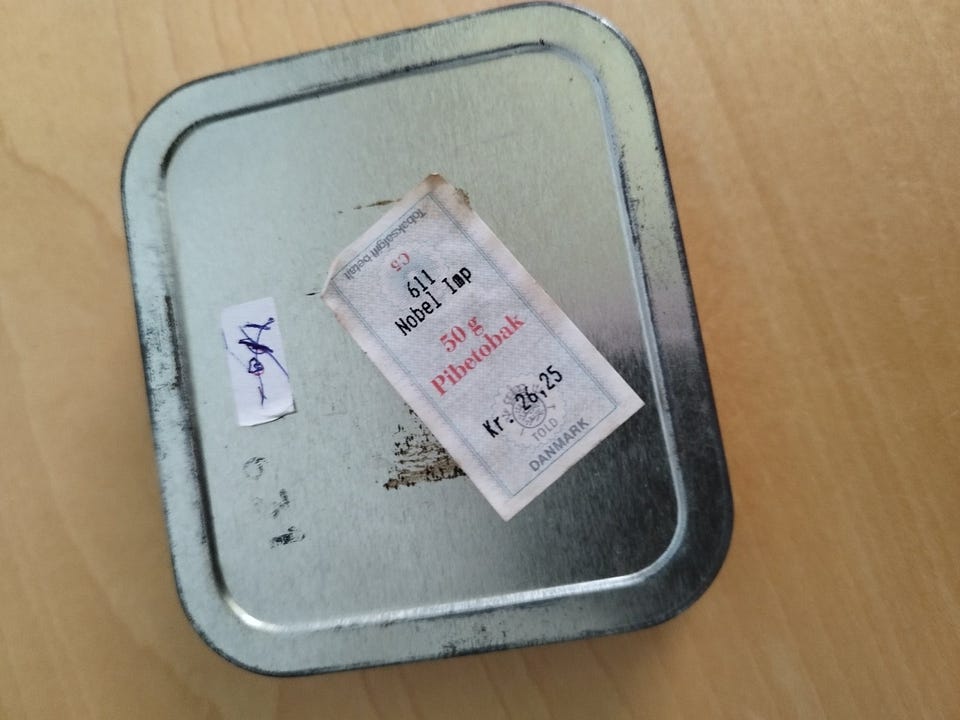 Tobaksafgift betalt
C5
611
Nobel Imp
50 g
Pibetobak
Kr. 26,25
TOLD
DANMARK